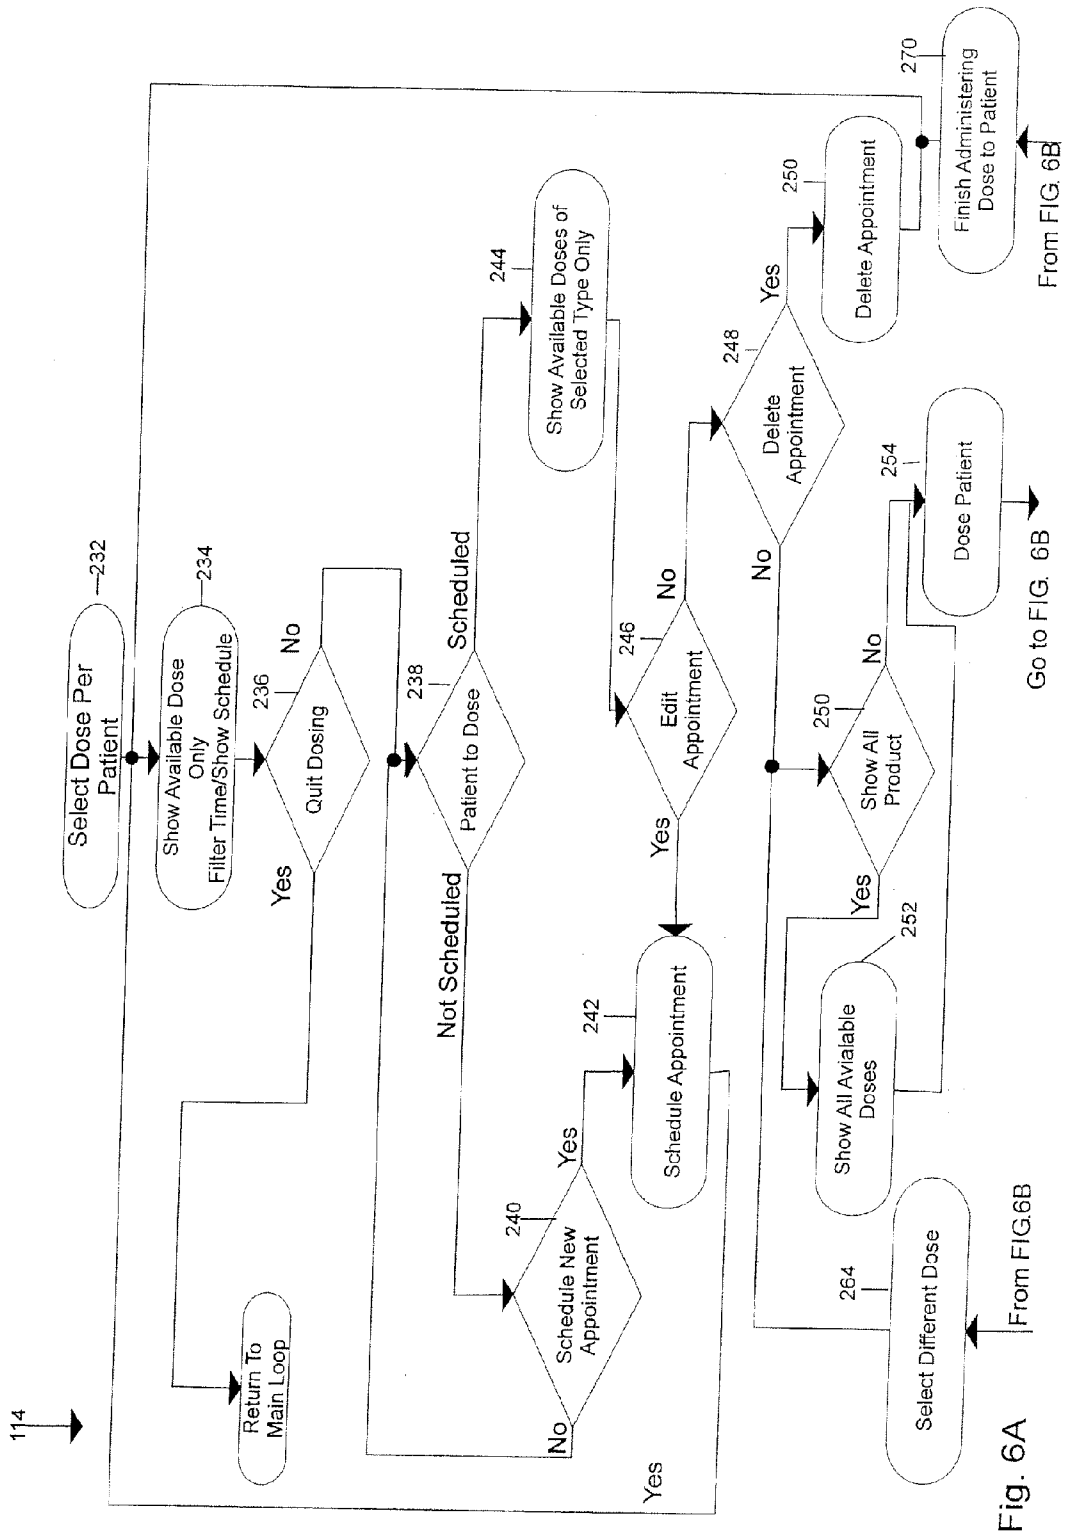 114
Select Dose Per
Patient
232
Show Available Dose
Only
Filter Time/Show Schedule
234
Quit Dosing
236
Yes
No
Return To
Main Loop
Patient to Dose
238
Not Scheduled
Scheduled
Schedule New
Appointment
240
No
Yes
Schedule Appointment
242
Yes
Show Available Doses of
Selected Type Only
244
Edit
Appointment
246
Yes
No
Delete
Appointment
248
No
Yes
Delete Appointment
250
Show All
Product
250
Yes
No
Show All Avialable
Doses
252
Dose Patient
254
Go to FIG. 6B
Select Different Dose
264
From FIG.6B
Finish Administering
Dose to Patient
270
From FIG. 6B
Fig. 6A